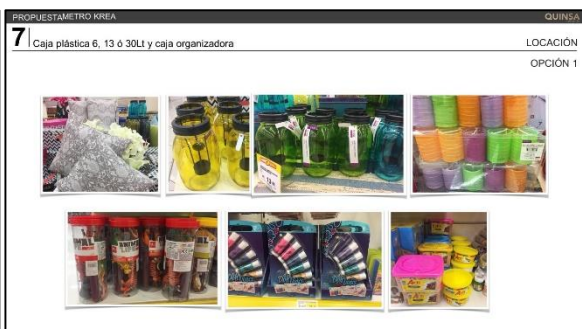 PROPUESTAMETRO KREA
QUINSA
7 Caja plástica 6, 13 ó 30Lt y caja organizadora
LOCACIÓN
OPCIÓN 1